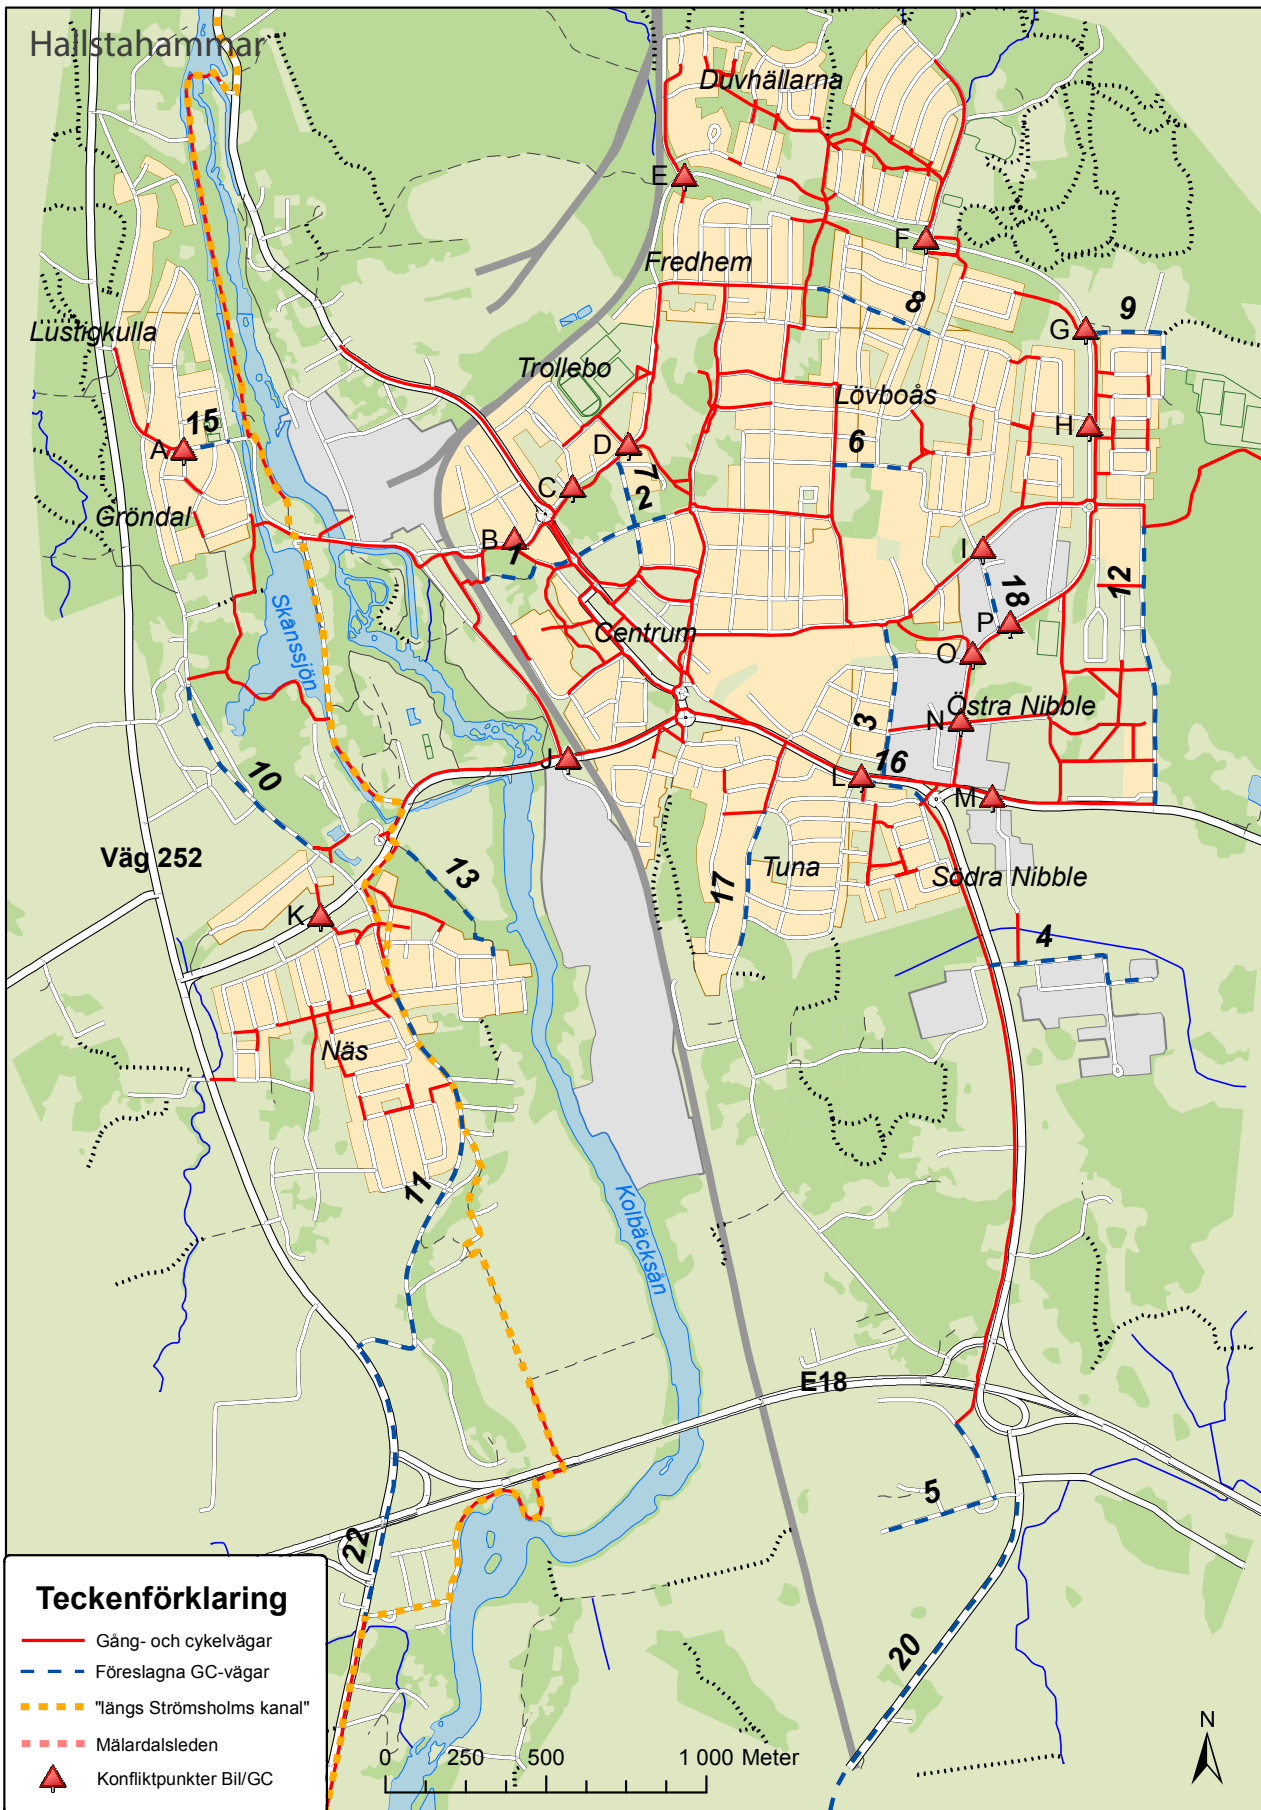 Hallstahammar
Duvhällarna
E
F
Fredhem
8
9
G
Lustigkulla
Trollebo
Lövboås
15
A
D
6
H
7
2
C
Gröndal
B
1
I
18
12
Skanssjön
P
Centrum
O
Östra Nibble
3
N
10
J
16
L
M
Väg 252
13
17
Tuna
Södra Nibble
K
4
Näs
11
Kolbäcksån
E18
5
22
20
Teckenförklaring
Gång- och cykelvägar
Föreslagna GC-vägar
"längs Strömsholms kanal"
Mälardalsleden
Konfliktpunkter Bil/GC
0 250 500 1 000 Meter
N